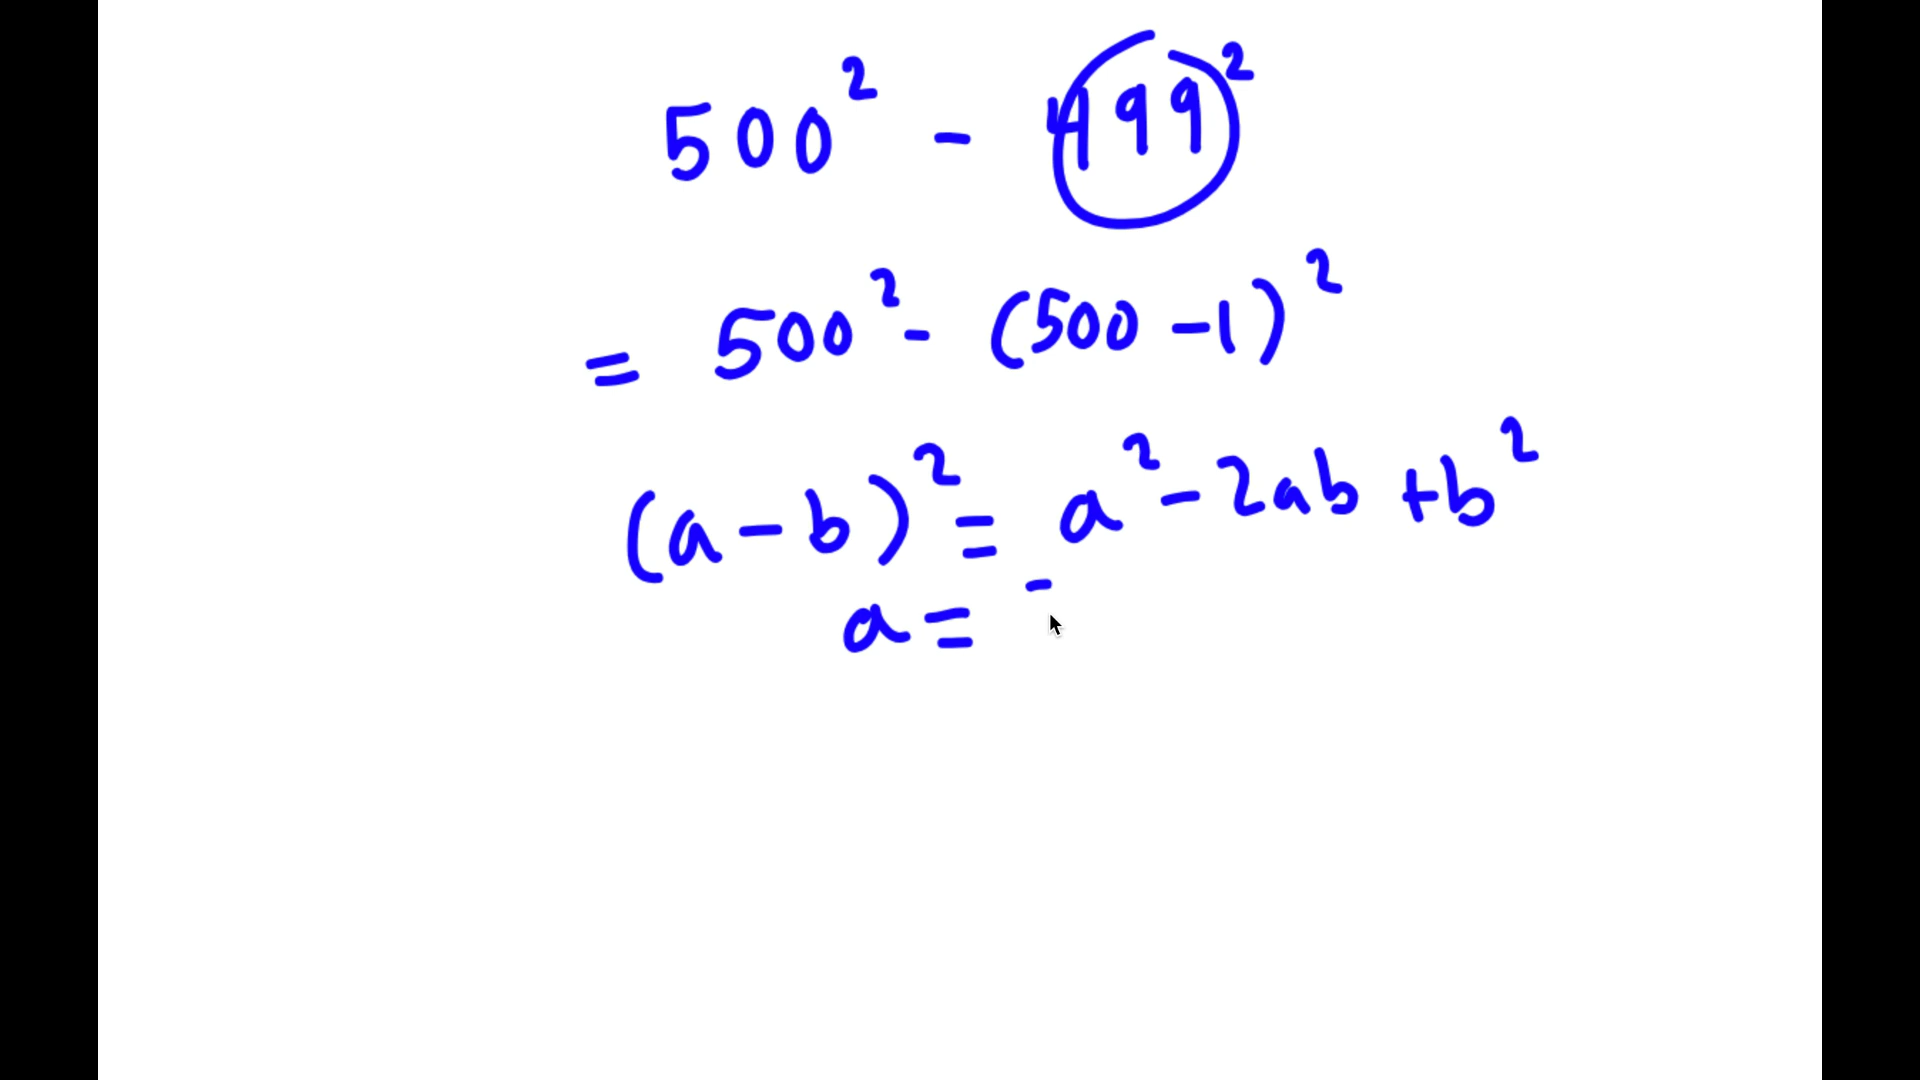 500² - 499²
= 500² - (500 - 1)²
(a - b)² = a² - 2ab + b²
a = -